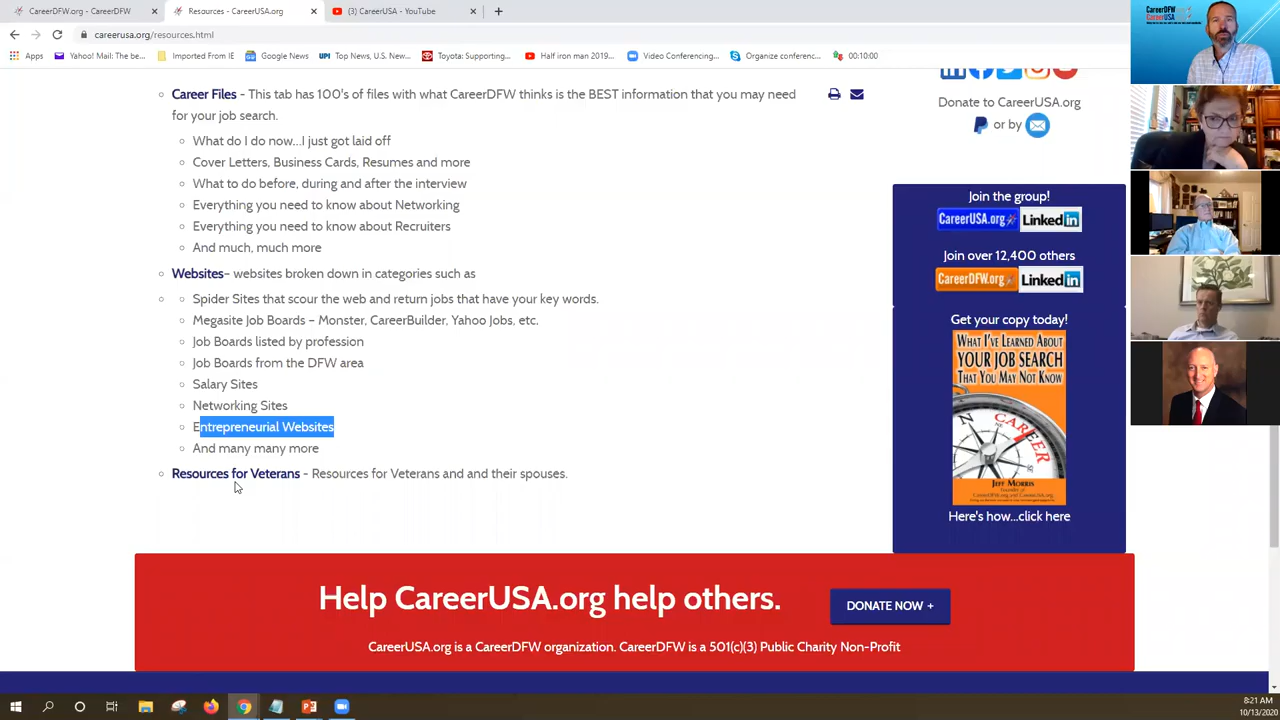 CareerDFW.org - CareerDFW
Resources - CareerUSA.org
(3) CareerUSA - YouTube
careerusa.org/resources.html
Apps
Yahoo! Mail: The be...
Imported From IE
Google News
UPI Top News, U.S. New...
Toyota: Supporting...
Half iron man 2019...
Video Conferencing...
Organize conferenc...
00:10:00
Career Files - This tab has 100's of files with what CareerDFW thinks is the BEST information that you may need
for your job search.
What do I do now...I just got laid off
Cover Letters, Business Cards, Resumes and more
What to do before, during and after the interview
Everything you need to know about Networking
Everything you need to know about Recruiters
And much, much more
Websites– websites broken down in categories such as
Spider Sites that scour the web and return jobs that have your key words.
Megasite Job Boards – Monster, CareerBuilder, Yahoo Jobs, etc.
Job Boards listed by profession
Job Boards from the DFW area
Salary Sites
Networking Sites
Entrepreneurial Websites
And many many more
Resources for Veterans - Resources for Veterans and and their spouses.
Donate to CareerUSA.org
or by
Join the group!
CareerUSA.org LinkedIn
Join over 12,400 others
CareerDFW.org LinkedIn
Get your copy today!
WHAT I'VE LEARNED ABOUT
YOUR JOB SEARCH
THAT YOU MAY NOT KNOW
JEFF MORRIS
Here's how...click here
Help CareerUSA.org help others.
DONATE NOW +
CareerUSA.org is a CareerDFW organization. CareerDFW is a 501(c)(3) Public Charity Non-Profit
CareerDFW
CareerUSA
8:21 AM
10/13/2020